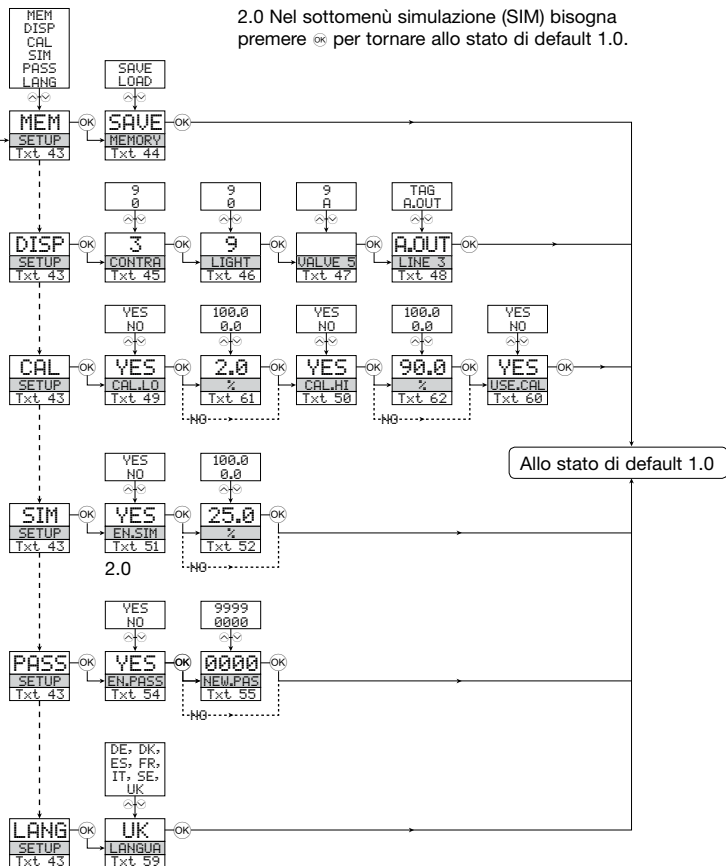 2.0 Nel sottomenù simulazione (SIM) bisogna
premere OK per tornare allo stato di default 1.0.
MEM
DISP
CAL
SIM
PASS
LANG
SAVE
LOAD
MEM OK SAVE OK
SETUP MEMORY
Txt 43 Txt 44
9 9 9 TAG
0 0 A A.OUT
DISP OK 3 OK 9 OK OK A.OUT OK
SETUP CONTRA LIGHT VALVE 5 LINE 3
Txt 43 Txt 45 Txt 46 Txt 47 Txt 48
YES 100.0 YES 100.0 YES
NO 0.0 NO 0.0 NO
CAL OK YES OK 2.0 OK YES OK 90.0 OK YES OK
SETUP CAL.LO % CAL.HI % USE.CAL
Txt 43 Txt 49 Txt 61 Txt 50 Txt 62 Txt 60
NO NO
Allo stato di default 1.0
YES 100.0
NO 0.0
SIM OK YES OK 25.0 OK
SETUP EN.SIM %
Txt 43 Txt 51 Txt 52
2.0 NO
YES 9999
NO 0000
PASS OK YES OK 0000 OK
SETUP EN.PASS NEW.PAS
Txt 43 Txt 54 Txt 55
NO
DE, DK,
ES, FR,
IT, SE,
UK
LANG OK UK OK
SETUP LANGUA
Txt 43 Txt 59